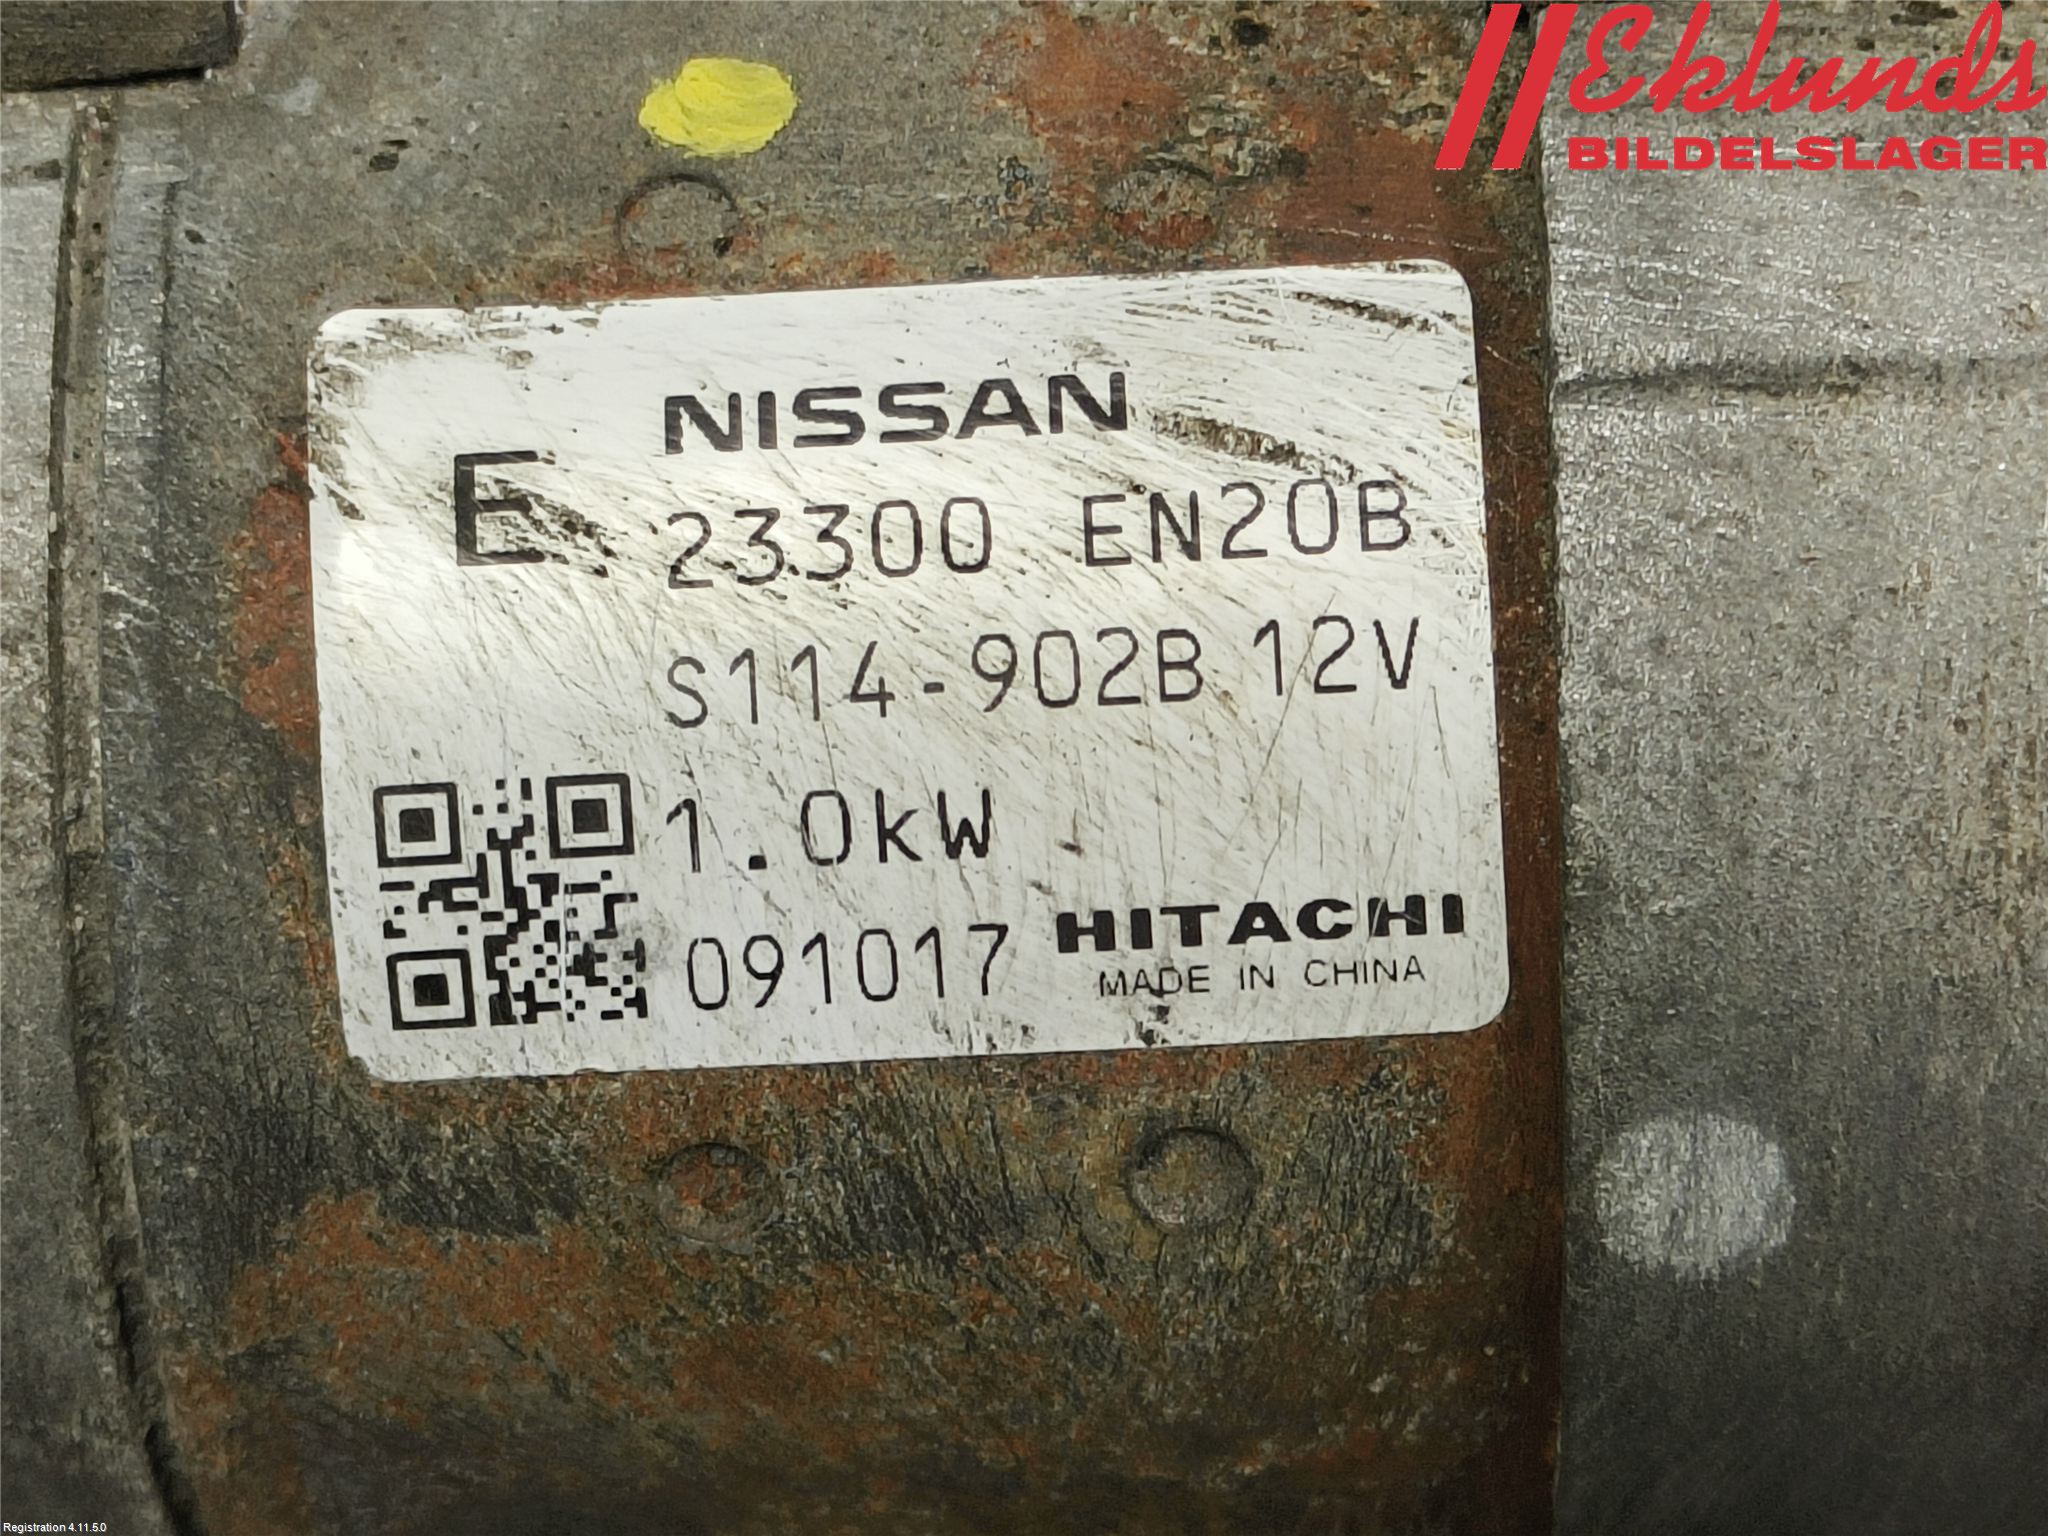 Eklunds
BILDELSLAGER
NISSAN
E
23300 EN20B
S114-902B 12V
1.0kW
091017 HITACHI
MADE IN CHINA
Registration 4.11.5.0